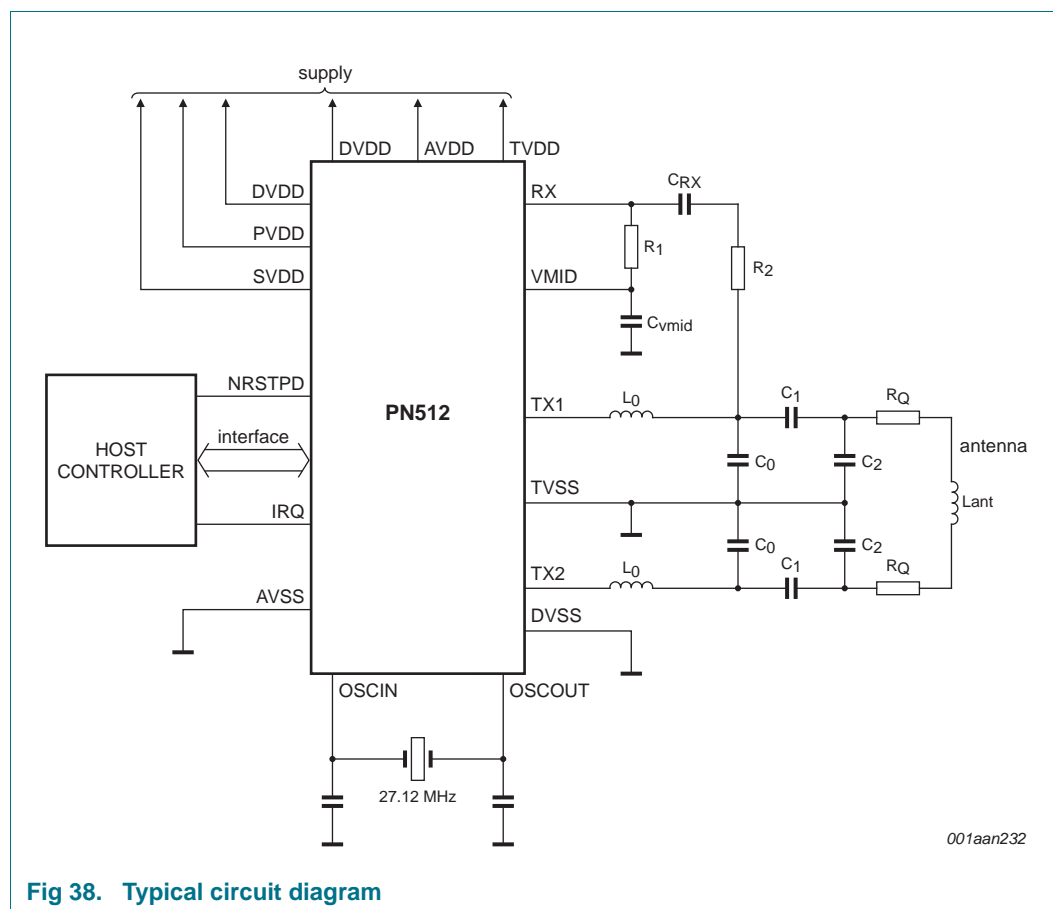 supply
DVDD AVDD TVDD
DVDD
PVDD
SVDD
RX
CRX
R1
R2
VMID
Cvmid
NRSTPD
PN512
TX1
L0
C1
RQ
HOST
CONTROLLER
interface
antenna
C0
C2
TVSS
Lant
IRQ
C0
C2
TX2
L0
C1
RQ
AVSS
DVSS
OSCIN
OSCOUT
27.12 MHz
001aan232
Fig 38. Typical circuit diagram